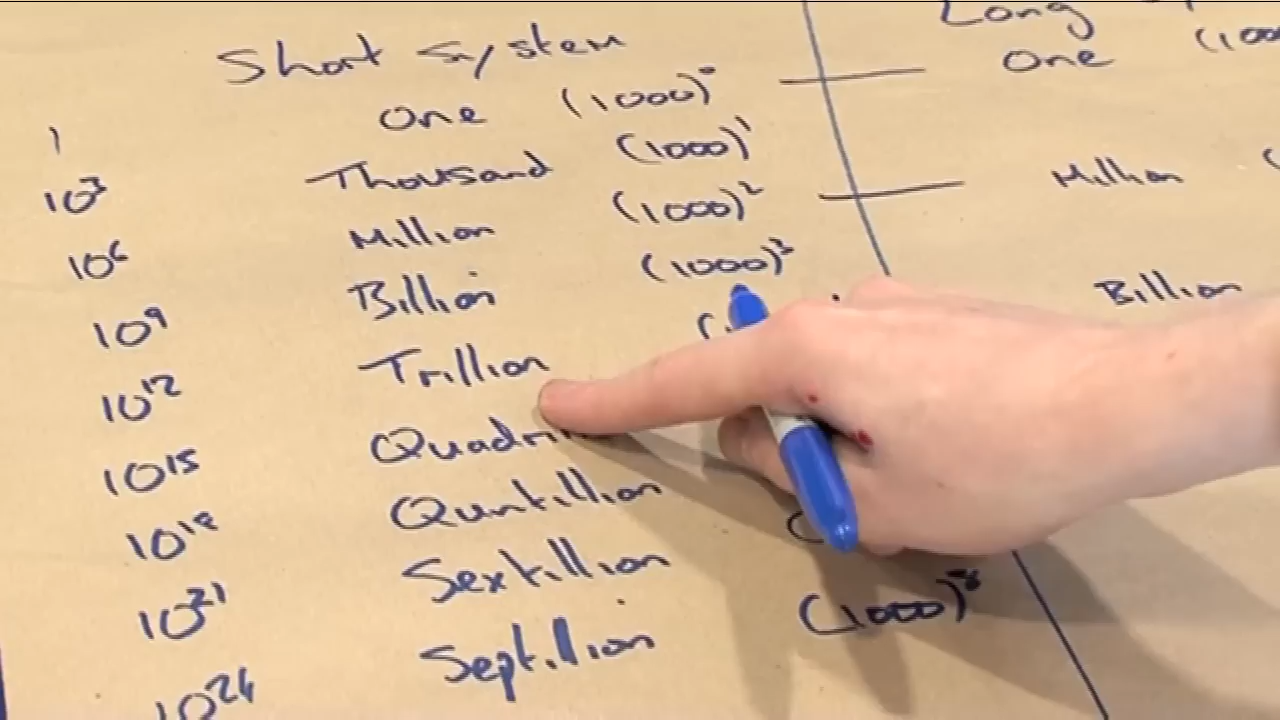 Short System
One (1000)⁰
1
Thousand (1000)¹
10³
Million (1000)²
10⁶
Billion (1000)³
10⁹
Trillion
10¹²
10¹⁵
Quintillion
10¹⁸
Sextillion
10²¹
Septillion (1000)⁸
10²⁴
Long
One
Million
Billion